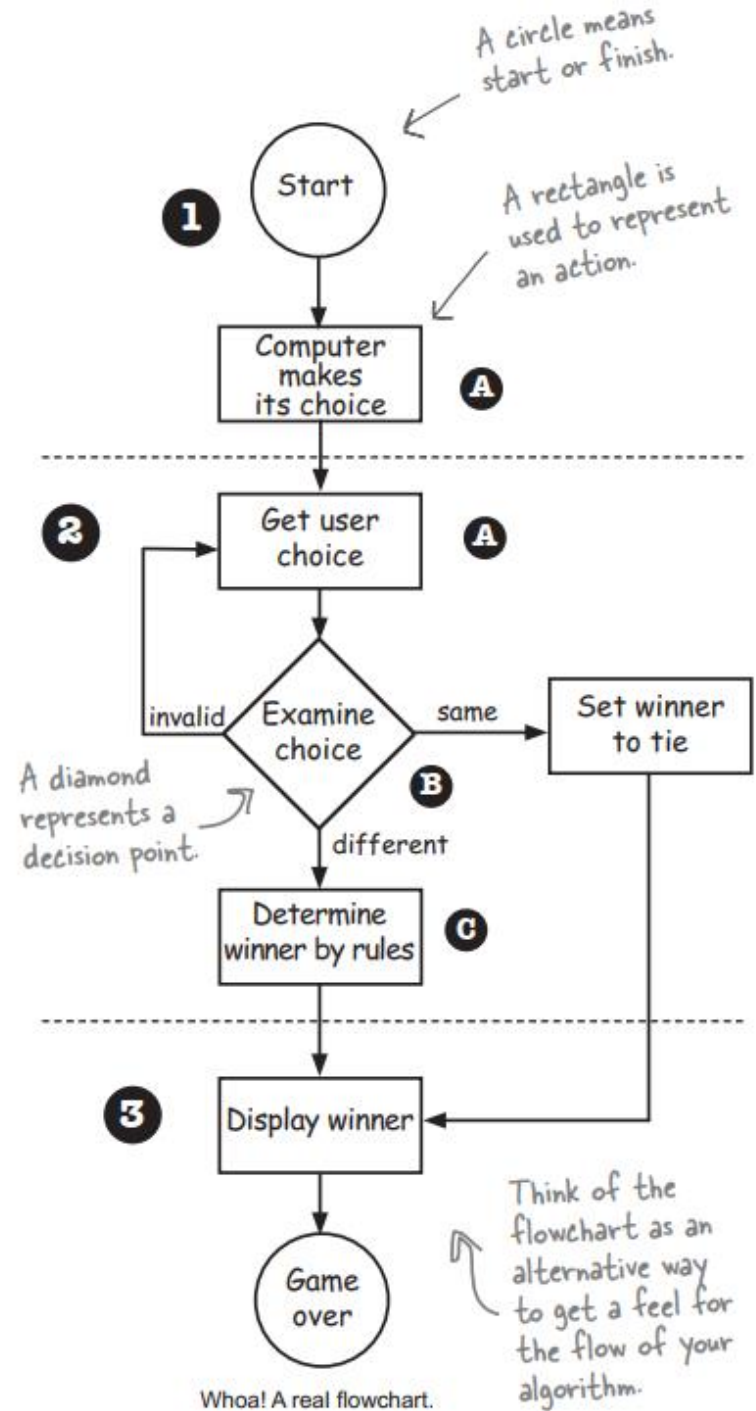 A circle means
start or finish.
Start
1
A rectangle is
used to represent
an action.
Computer
makes
its choice
A
2
Get user
choice
A
invalid
Examine
choice
same
Set winner
to tie
B
A diamond
represents a
decision point.
different
Determine
winner by rules
C
3
Display winner
Think of the
flowchart as an
alternative way
to get a feel for
the flow of your
algorithm.
Game
over
Whoa! A real flowchart.